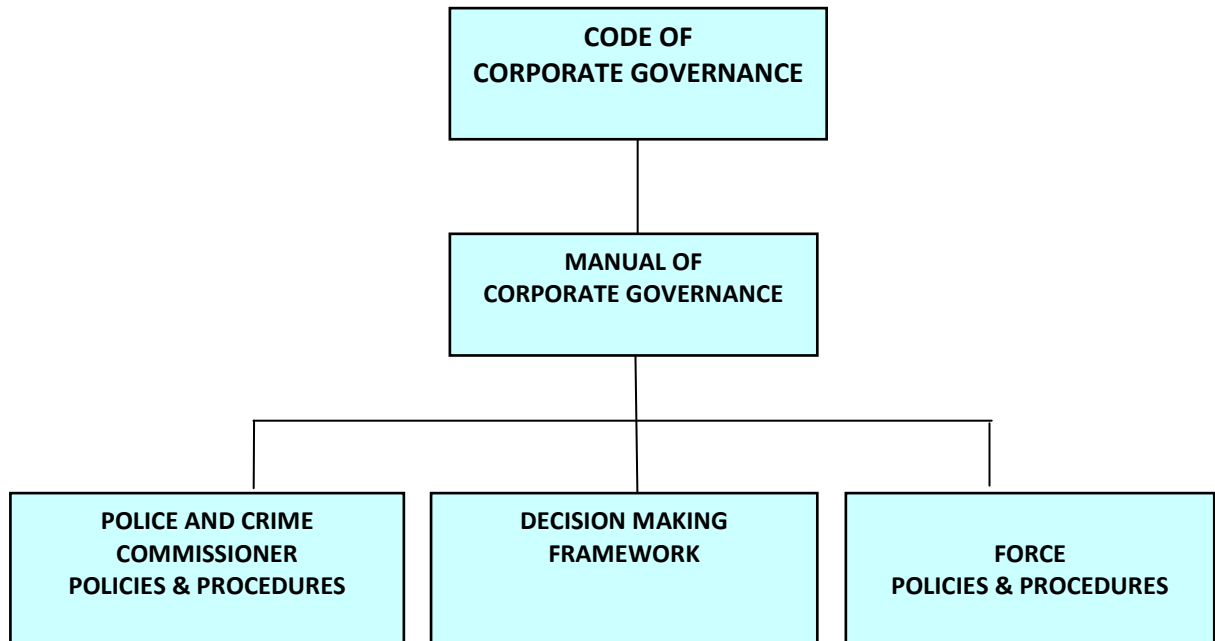 CODE OF
CORPORATE GOVERNANCE
MANUAL OF
CORPORATE GOVERNANCE
POLICE AND CRIME
COMMISSIONER
POLICIES & PROCEDURES
DECISION MAKING
FRAMEWORK
FORCE
POLICIES & PROCEDURES